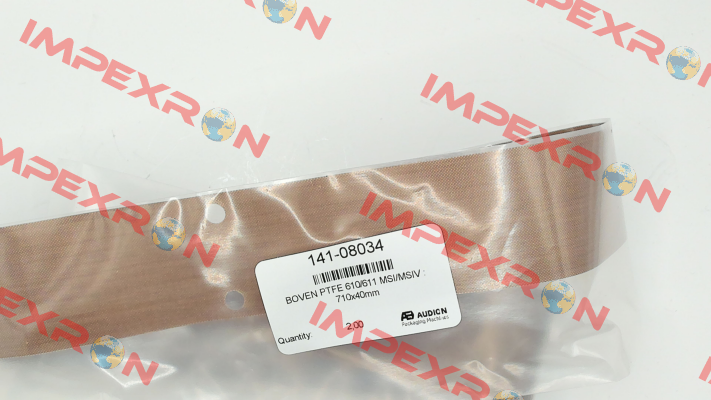 IMPEXRON
IMPEXRON
IMPEXRON
IMPEXRON
IMPEXRON
IMPEXRON
IMPEXRON
141-08034
BOVEN PTFE 610/611 MSI/MSIV :
710x40mm
Quantity: 2,00
AUDION
Packaging Machines